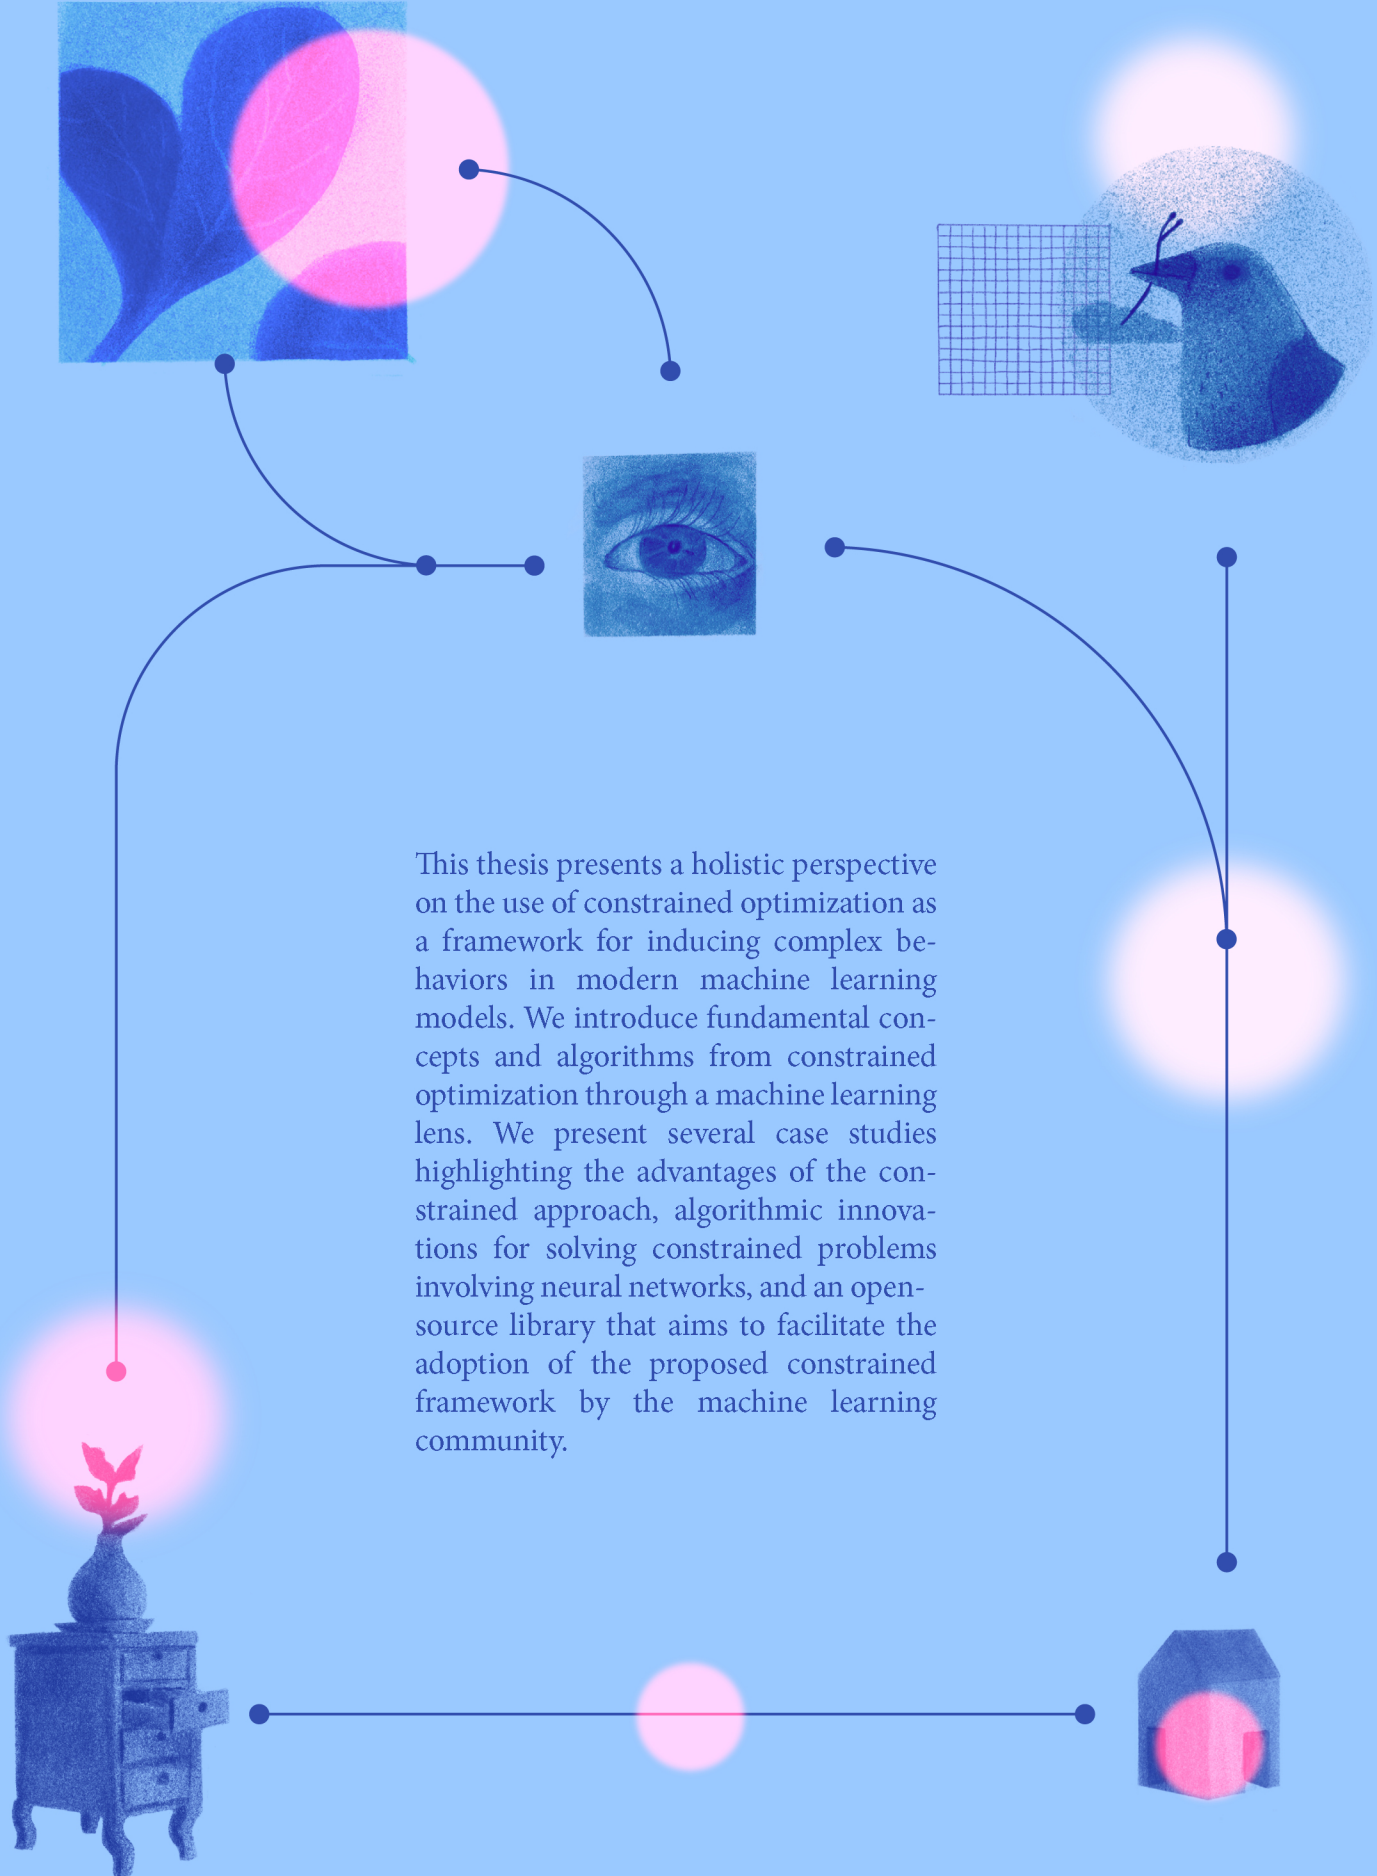 This thesis presents a holistic perspective
on the use of constrained optimization as
a framework for inducing complex be-
haviors in modern machine learning
models. We introduce fundamental con-
cepts and algorithms from constrained
optimization through a machine learning
lens. We present several case studies
highlighting the advantages of the con-
strained approach, algorithmic innova-
tions for solving constrained problems
involving neural networks, and an open-
source library that aims to facilitate the
adoption of the proposed constrained
framework by the machine learning
community.